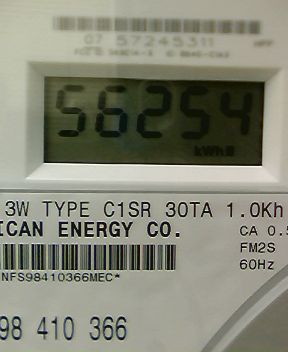 07 57245311
56254
kWh
3W TYPE C1SR 30TA 1.0Kh
ICAN ENERGY CO. CA 0.5
FM2S
60Hz
NFS98410366MEC*
98 410 366